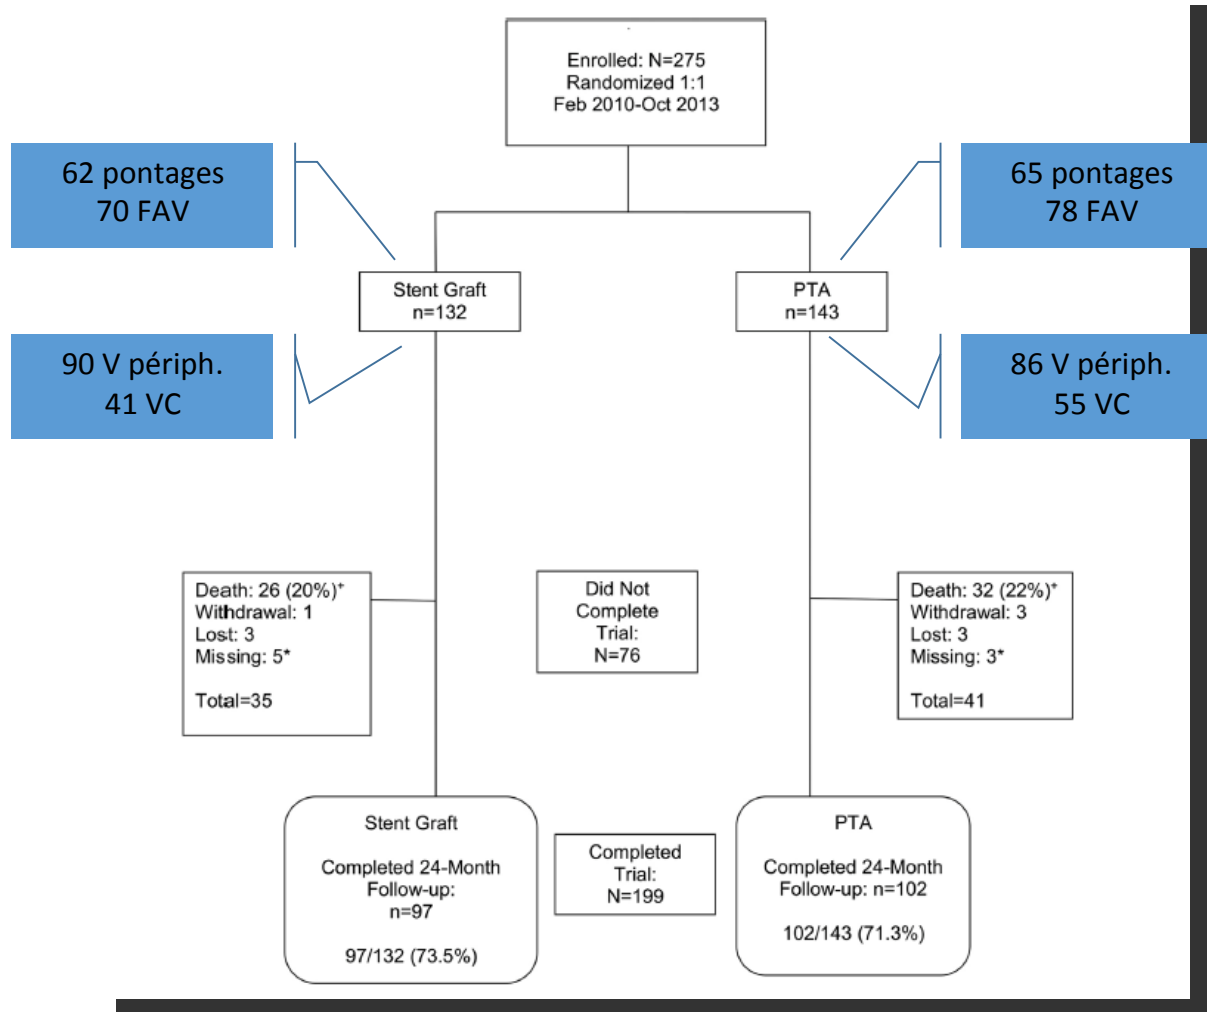 Enrolled: N=275
Randomized 1:1
Feb 2010-Oct 2013
62 pontages
70 FAV
65 pontages
78 FAV
Stent Graft
n=132
PTA
n=143
90 V périph.
41 VC
86 V périph.
55 VC
Death: 26 (20%)⁺
Withdrawal: 1
Lost: 3
Missing: 5*
Total=35
Did Not
Complete
Trial:
N=76
Death: 32 (22%)⁺
Withdrawal: 3
Lost: 3
Missing: 3*
Total=41
Stent Graft
Completed 24-Month
Follow-up:
n=97
97/132 (73.5%)
Completed
Trial:
N=199
PTA
Completed 24-Month
Follow-up: n=102
102/143 (71.3%)